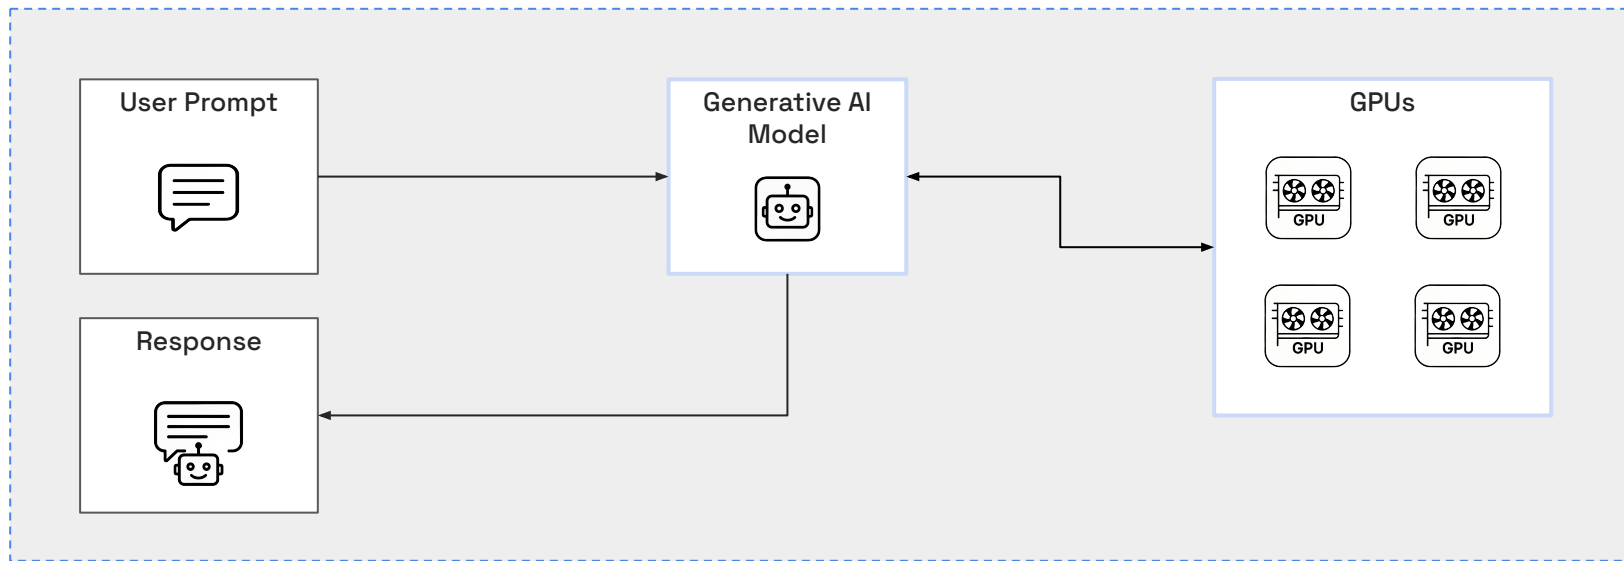 User Prompt
Generative AI
Model
GPUs
GPU
GPU
GPU
GPU
Response